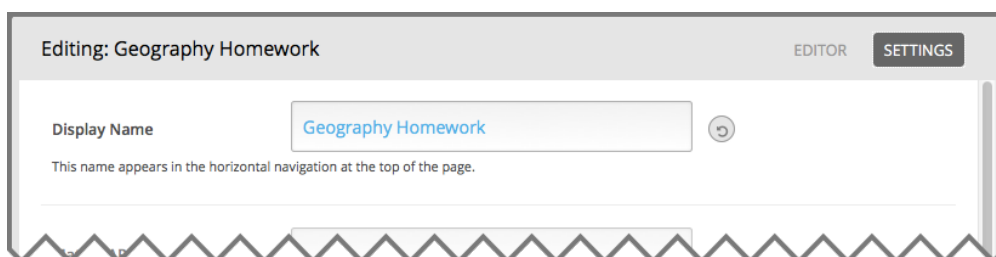 Editing: Geography Homework
EDITOR
SETTINGS
Display Name
Geography Homework
This name appears in the horizontal navigation at the top of the page.